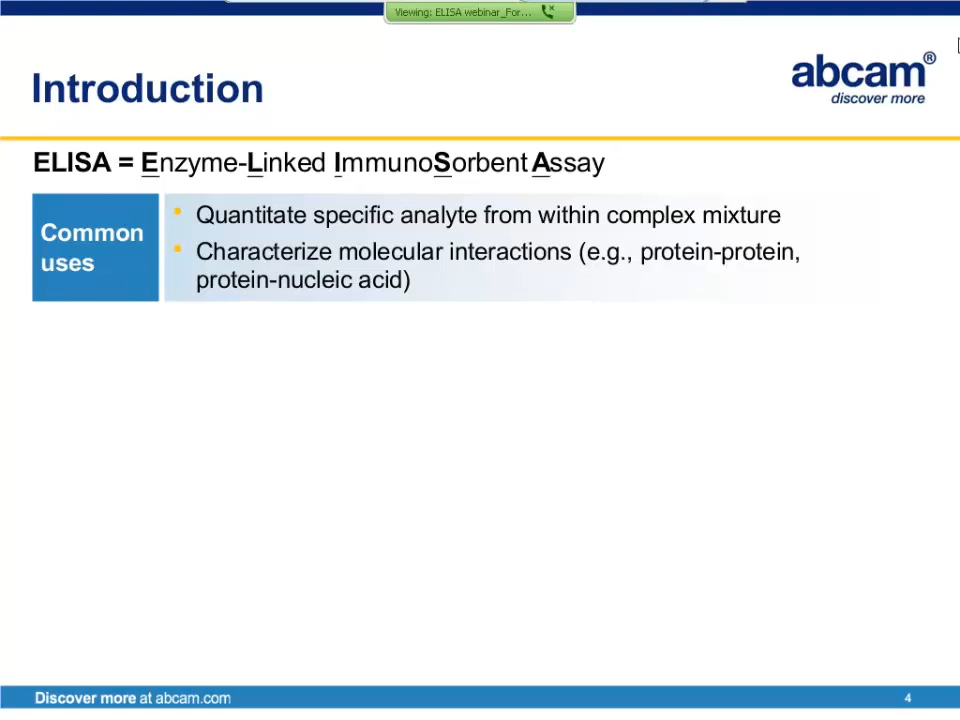 Viewing: ELISA webinar_For...
Introduction
abcam®
discover more
ELISA = Enzyme-Linked ImmunoSorbent Assay
Common
uses
• Quantitate specific analyte from within complex mixture
• Characterize molecular interactions (e.g., protein-protein,
protein-nucleic acid)
Discover more at abcam.com
4